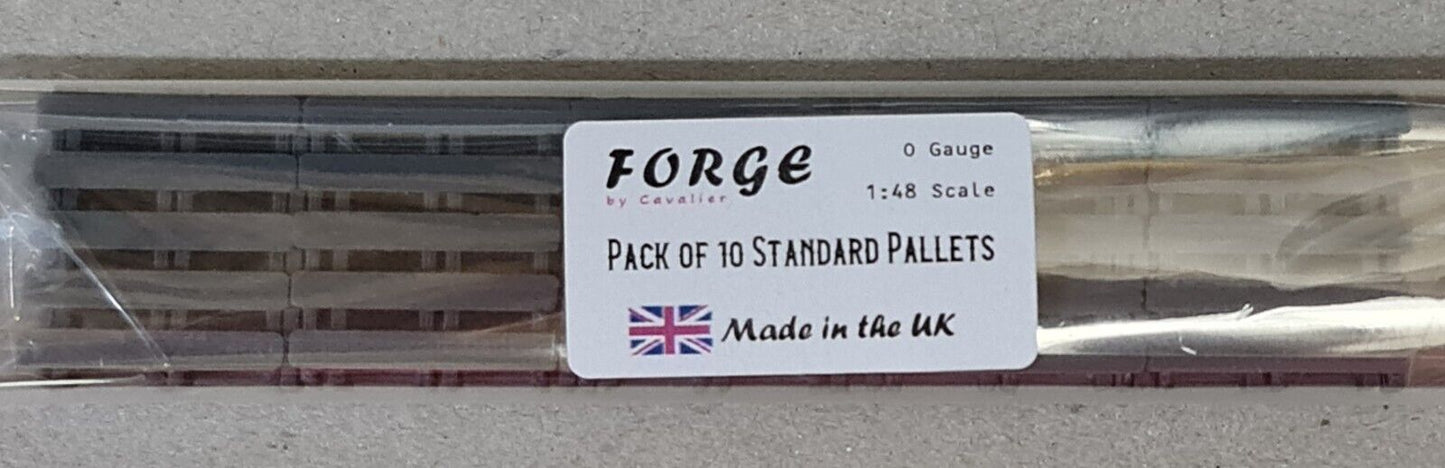 FORGE
by Cavalier
O Gauge
1:48 Scale
PACK OF 10 STANDARD PALLETS
Made in the UK